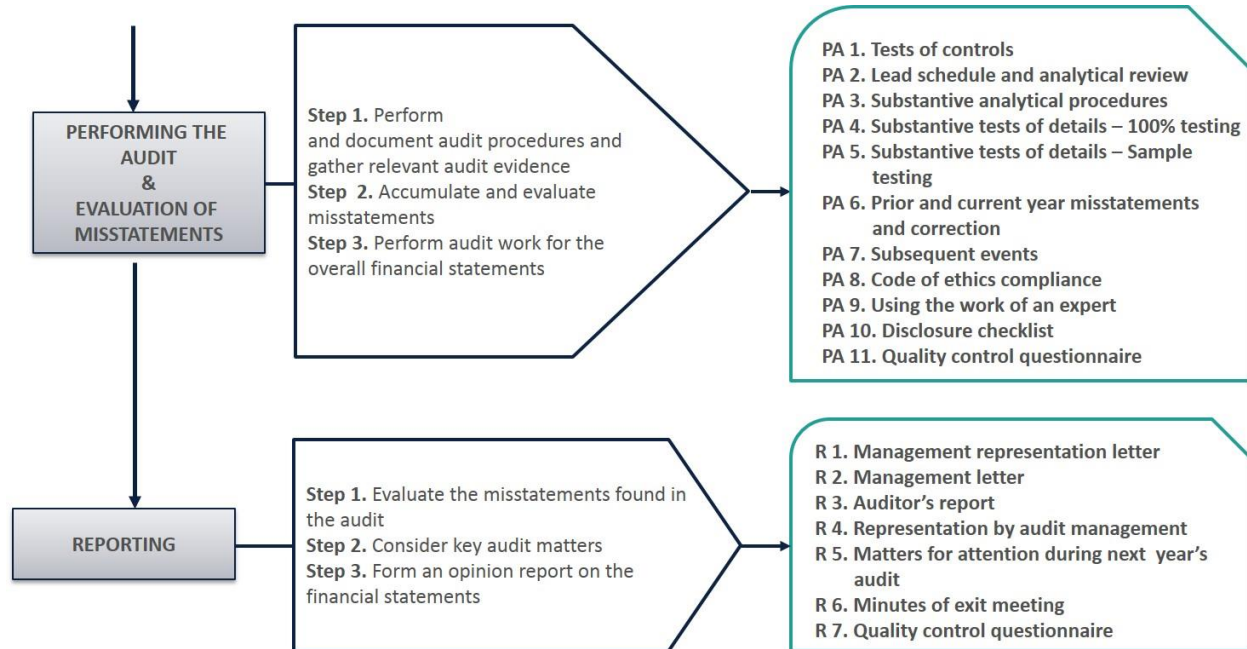 PERFORMING THE
AUDIT
&
EVALUATION OF
MISSTATEMENTS
Step 1. Perform
and document audit procedures and
gather relevant audit evidence
Step 2. Accumulate and evaluate
misstatements
Step 3. Perform audit work for the
overall financial statements
PA 1. Tests of controls
PA 2. Lead schedule and analytical review
PA 3. Substantive analytical procedures
PA 4. Substantive tests of details – 100% testing
PA 5. Substantive tests of details – Sample
testing
PA 6. Prior and current year misstatements
and correction
PA 7. Subsequent events
PA 8. Code of ethics compliance
PA 9. Using the work of an expert
PA 10. Disclosure checklist
PA 11. Quality control questionnaire
REPORTING
Step 1. Evaluate the misstatements found in
the audit
Step 2. Consider key audit matters
Step 3. Form an opinion report on the
financial statements
R 1. Management representation letter
R 2. Management letter
R 3. Auditor’s report
R 4. Representation by audit management
R 5. Matters for attention during next year’s
audit
R 6. Minutes of exit meeting
R 7. Quality control questionnaire